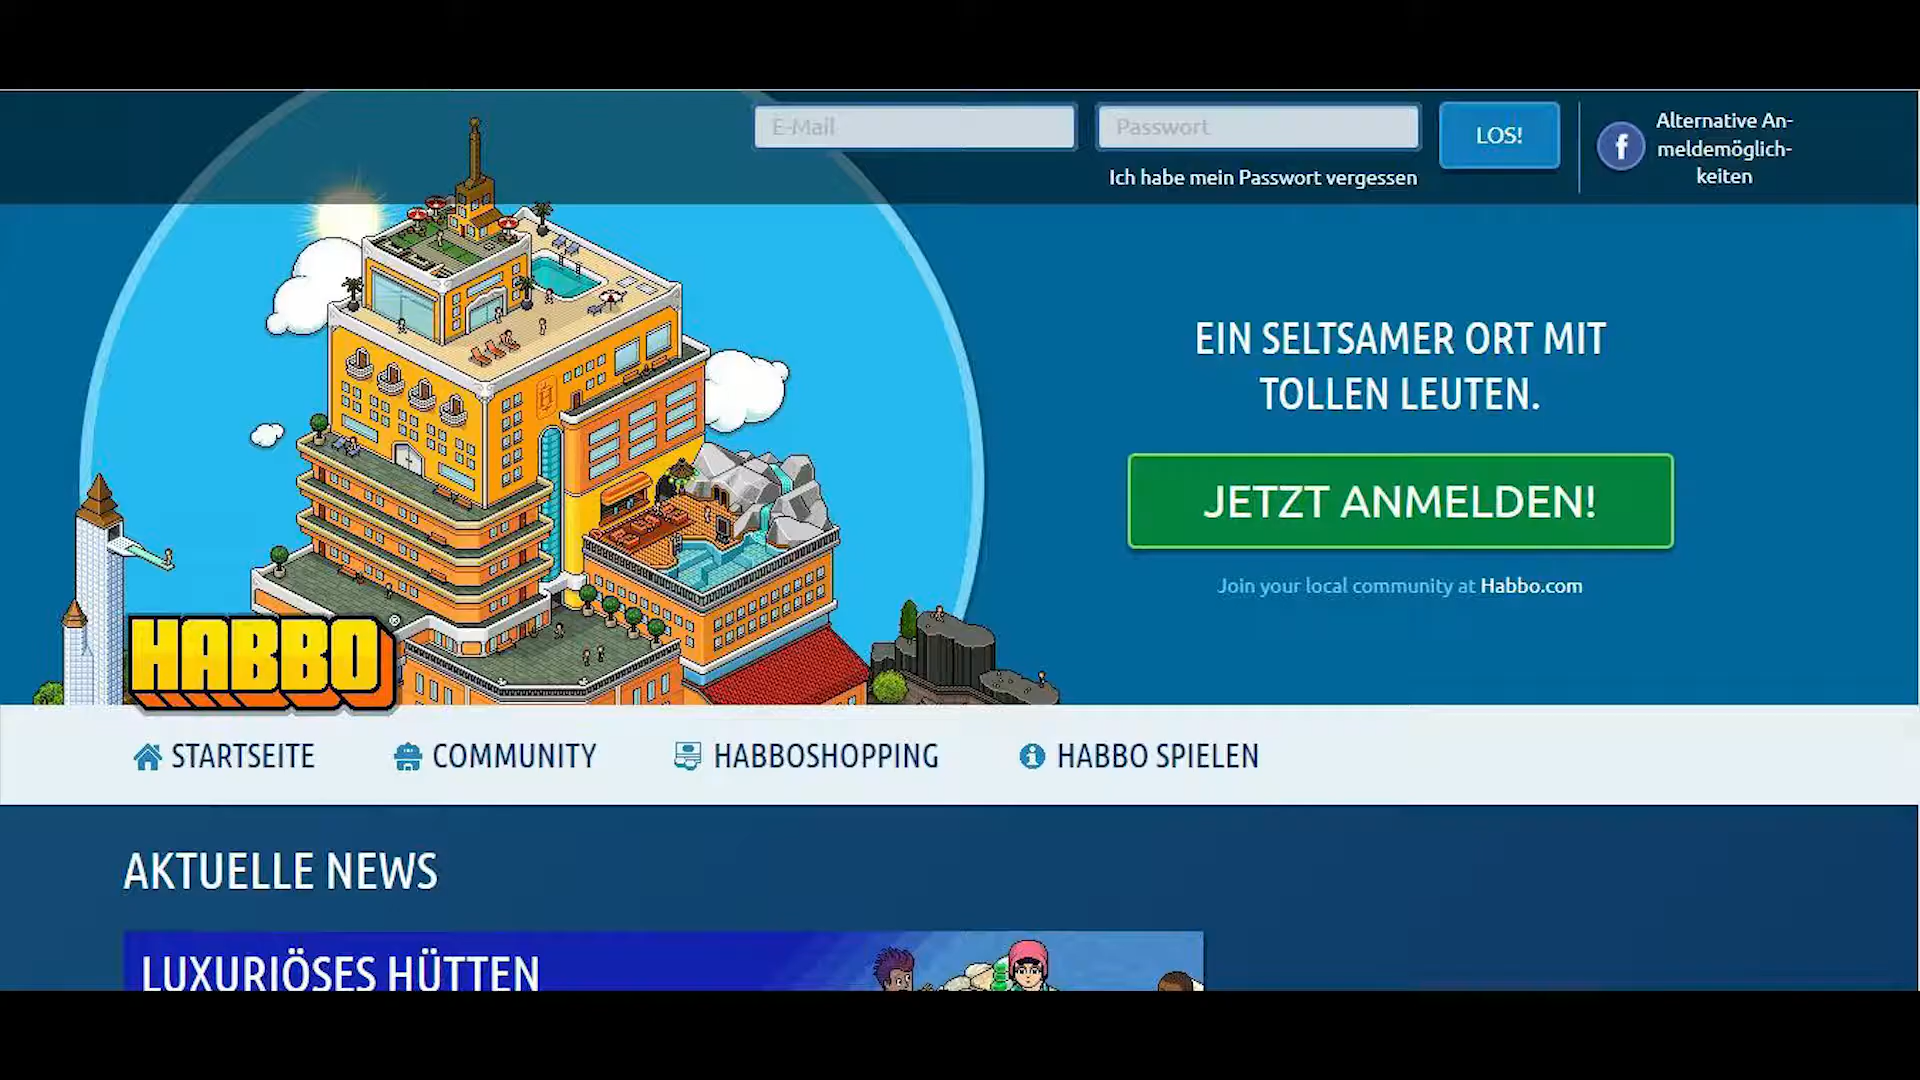 E-Mail
Passwort
LOS!
Ich habe mein Passwort vergessen
f
Alternative An-
meldemöglich-
keiten
EIN SELTSAMER ORT MIT
TOLLEN LEUTEN.
JETZT ANMELDEN!
Join your local community at Habbo.com
HABBO®
STARTSEITE
COMMUNITY
HABBOSHOPPING
HABBO SPIELEN
AKTUELLE NEWS
LUXURIÖSES HÜTTEN